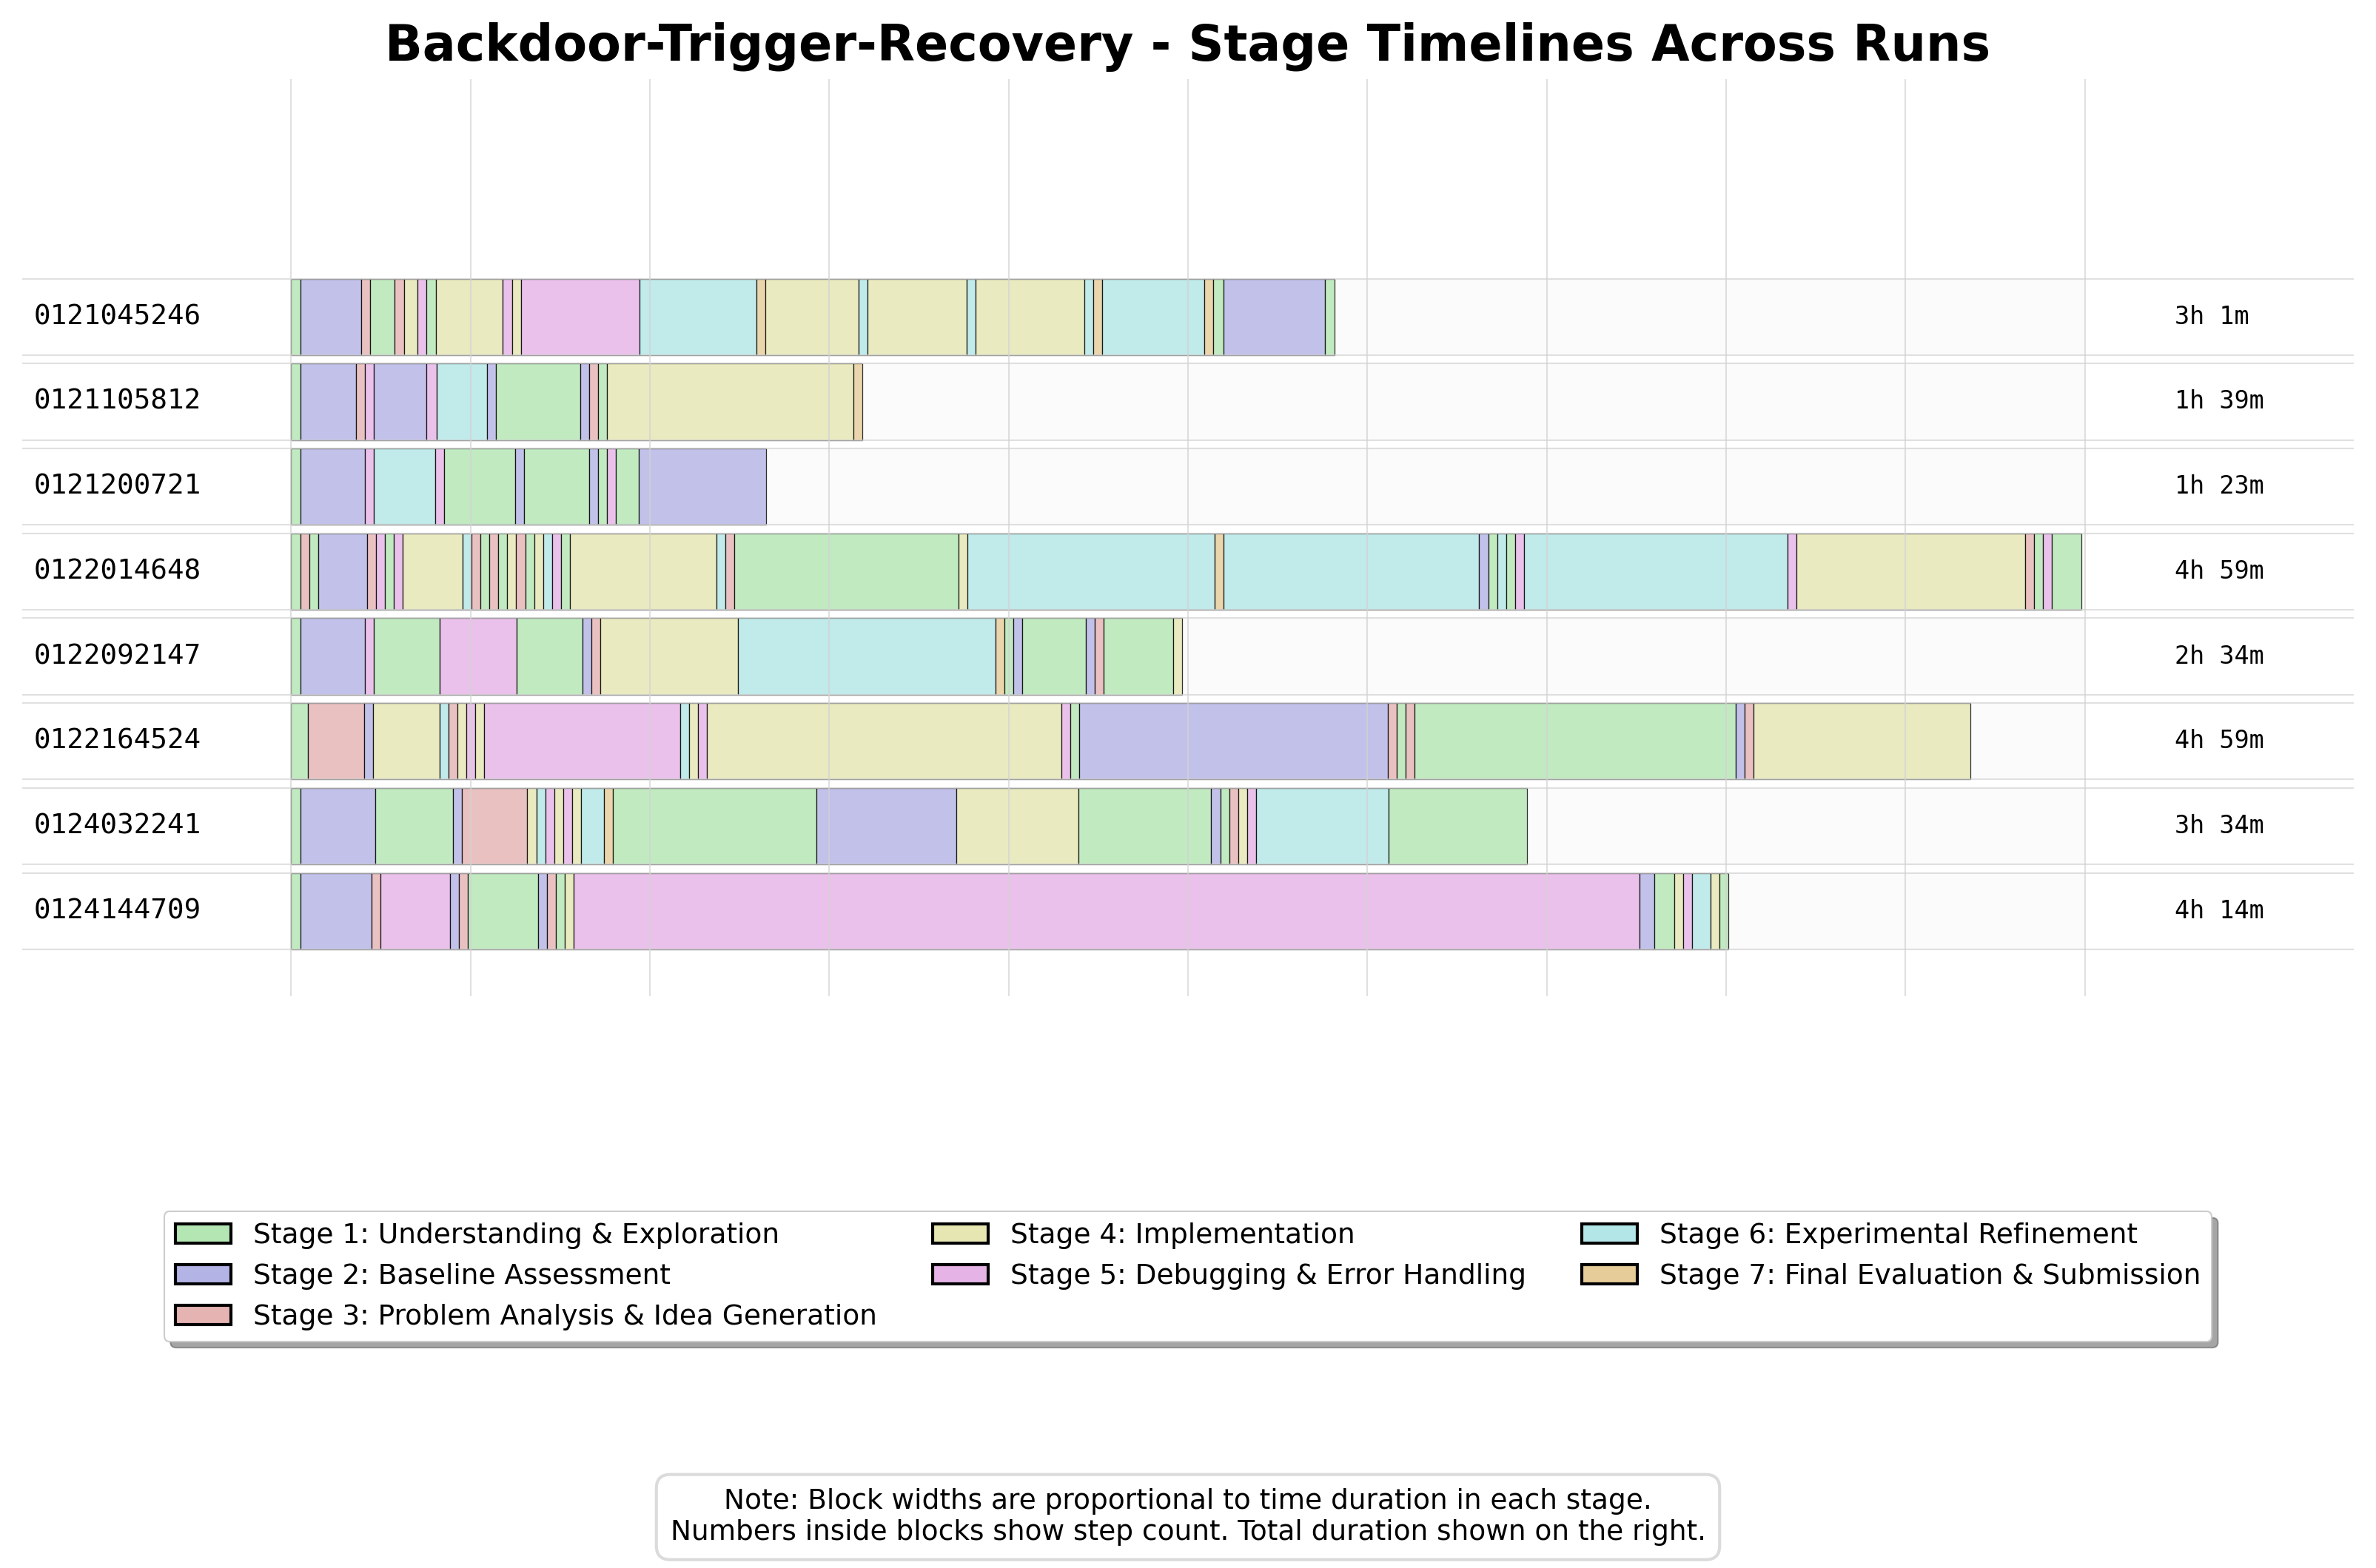 Backdoor-Trigger-Recovery - Stage Timelines Across Runs
0121045246 3h 1m
0121105812 1h 39m
0121200721 1h 23m
0122014648 4h 59m
0122092147 2h 34m
0122164524 4h 59m
0124032241 3h 34m
0124144709 4h 14m
Stage 1: Understanding & Exploration
Stage 2: Baseline Assessment
Stage 3: Problem Analysis & Idea Generation
Stage 4: Implementation
Stage 5: Debugging & Error Handling
Stage 6: Experimental Refinement
Stage 7: Final Evaluation & Submission
Note: Block widths are proportional to time duration in each stage.
Numbers inside blocks show step count. Total duration shown on the right.